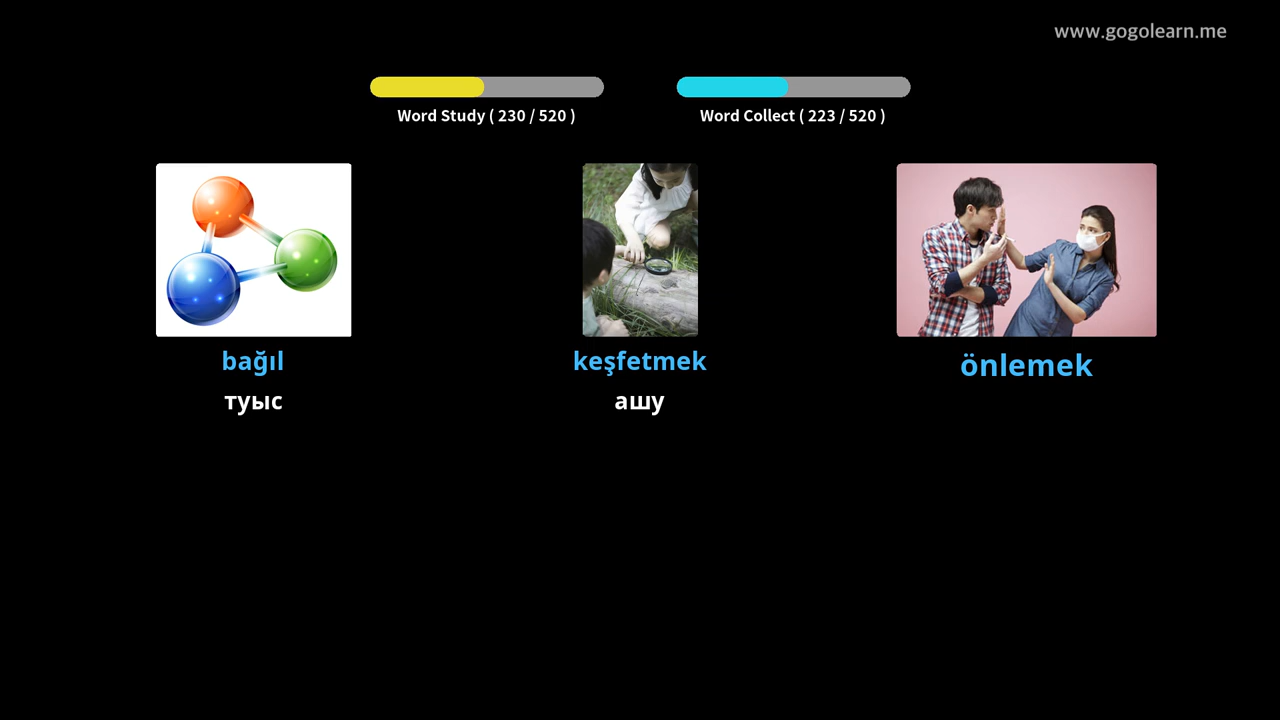 www.gogolearn.me
Word Study ( 230 / 520 )
Word Collect ( 223 / 520 )
bağıl
туыс
keşfetmek
ашу
önlemek